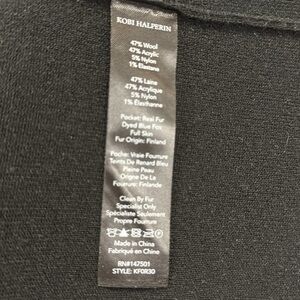 KOBI HALPERIN
47% Wool
47% Acrylic
5% Nylon
1% Elastane
47% Laine
47% Acrylique
5% Nylon
1% Élasthanne
Pocket: Real Fur
Dyed Blue Fox
Full Skin
Fur Origin: Finland
Poche: Vraie Fourrure
Teints De Renard Bleu
Pleine Peau
Origine De La
Fourrure: Finlande
Clean By Fur
Specialist Only
Spécialiste Seulement
Propre Fourrure
Made in China
Fabriqué en China
RN#147501
STYLE: KF0R30